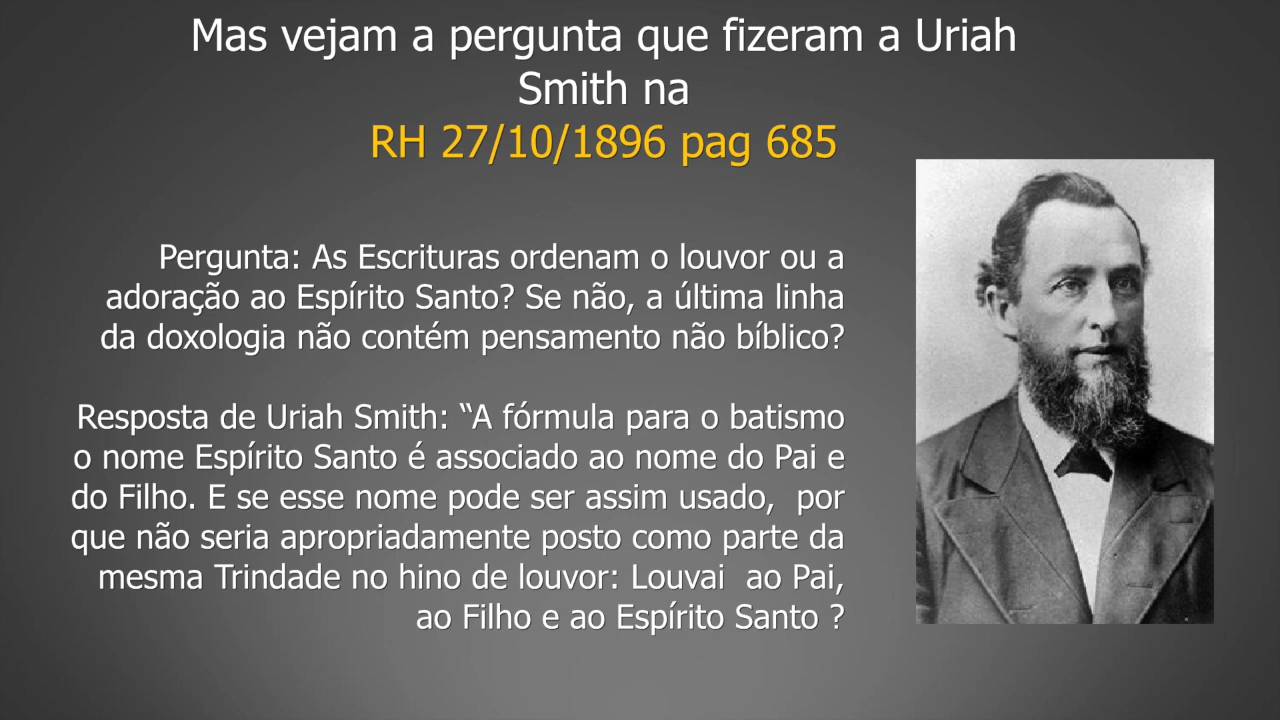 Mas vejam a pergunta que fizeram a Uriah
Smith na
RH 27/10/1896 pag 685
Pergunta: As Escrituras ordenam o louvor ou a
adoração ao Espírito Santo? Se não, a última linha
da doxologia não contém pensamento não bíblico?
Resposta de Uriah Smith: “A fórmula para o batismo
o nome Espírito Santo é associado ao nome do Pai e
do Filho. E se esse nome pode ser assim usado,  por
que não seria apropriadamente posto como parte da
mesma Trindade no hino de louvor: Louvai  ao Pai,
ao Filho e ao Espírito Santo ?